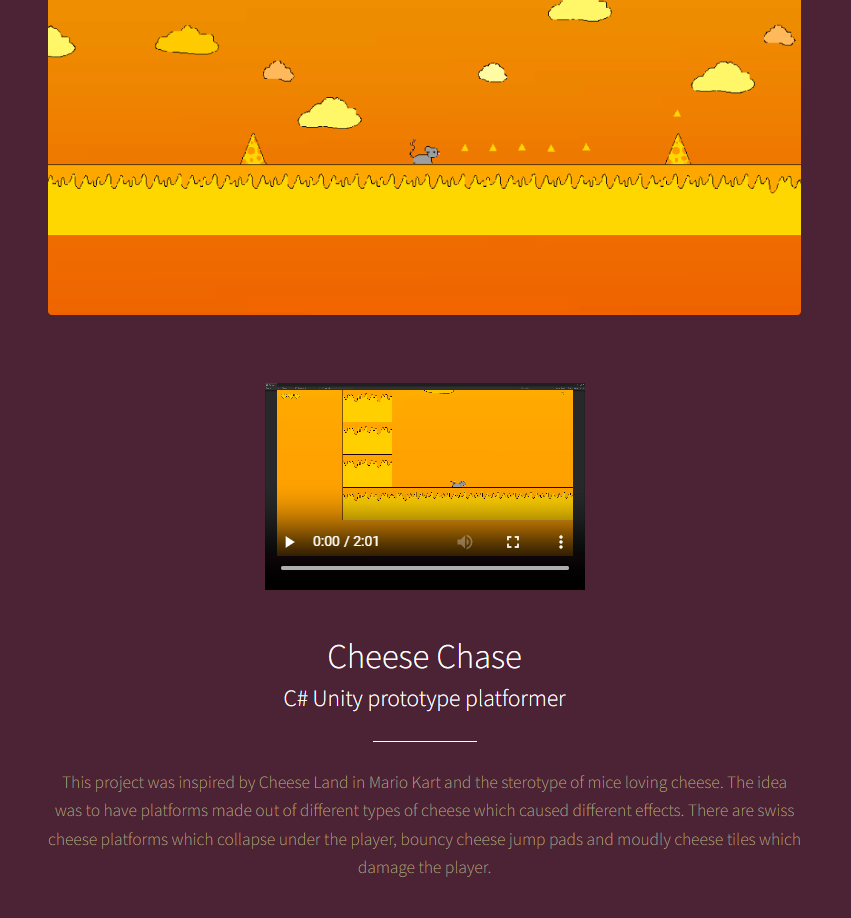 0:00 / 2:01
Cheese Chase
C# Unity prototype platformer
This project was inspired by Cheese Land in Mario Kart and the sterotype of mice loving cheese. The idea
was to have platforms made out of different types of cheese which caused different effects. There are swiss
cheese platforms which collapse under the player, bouncy cheese jump pads and moudly cheese tiles which
damage the player.